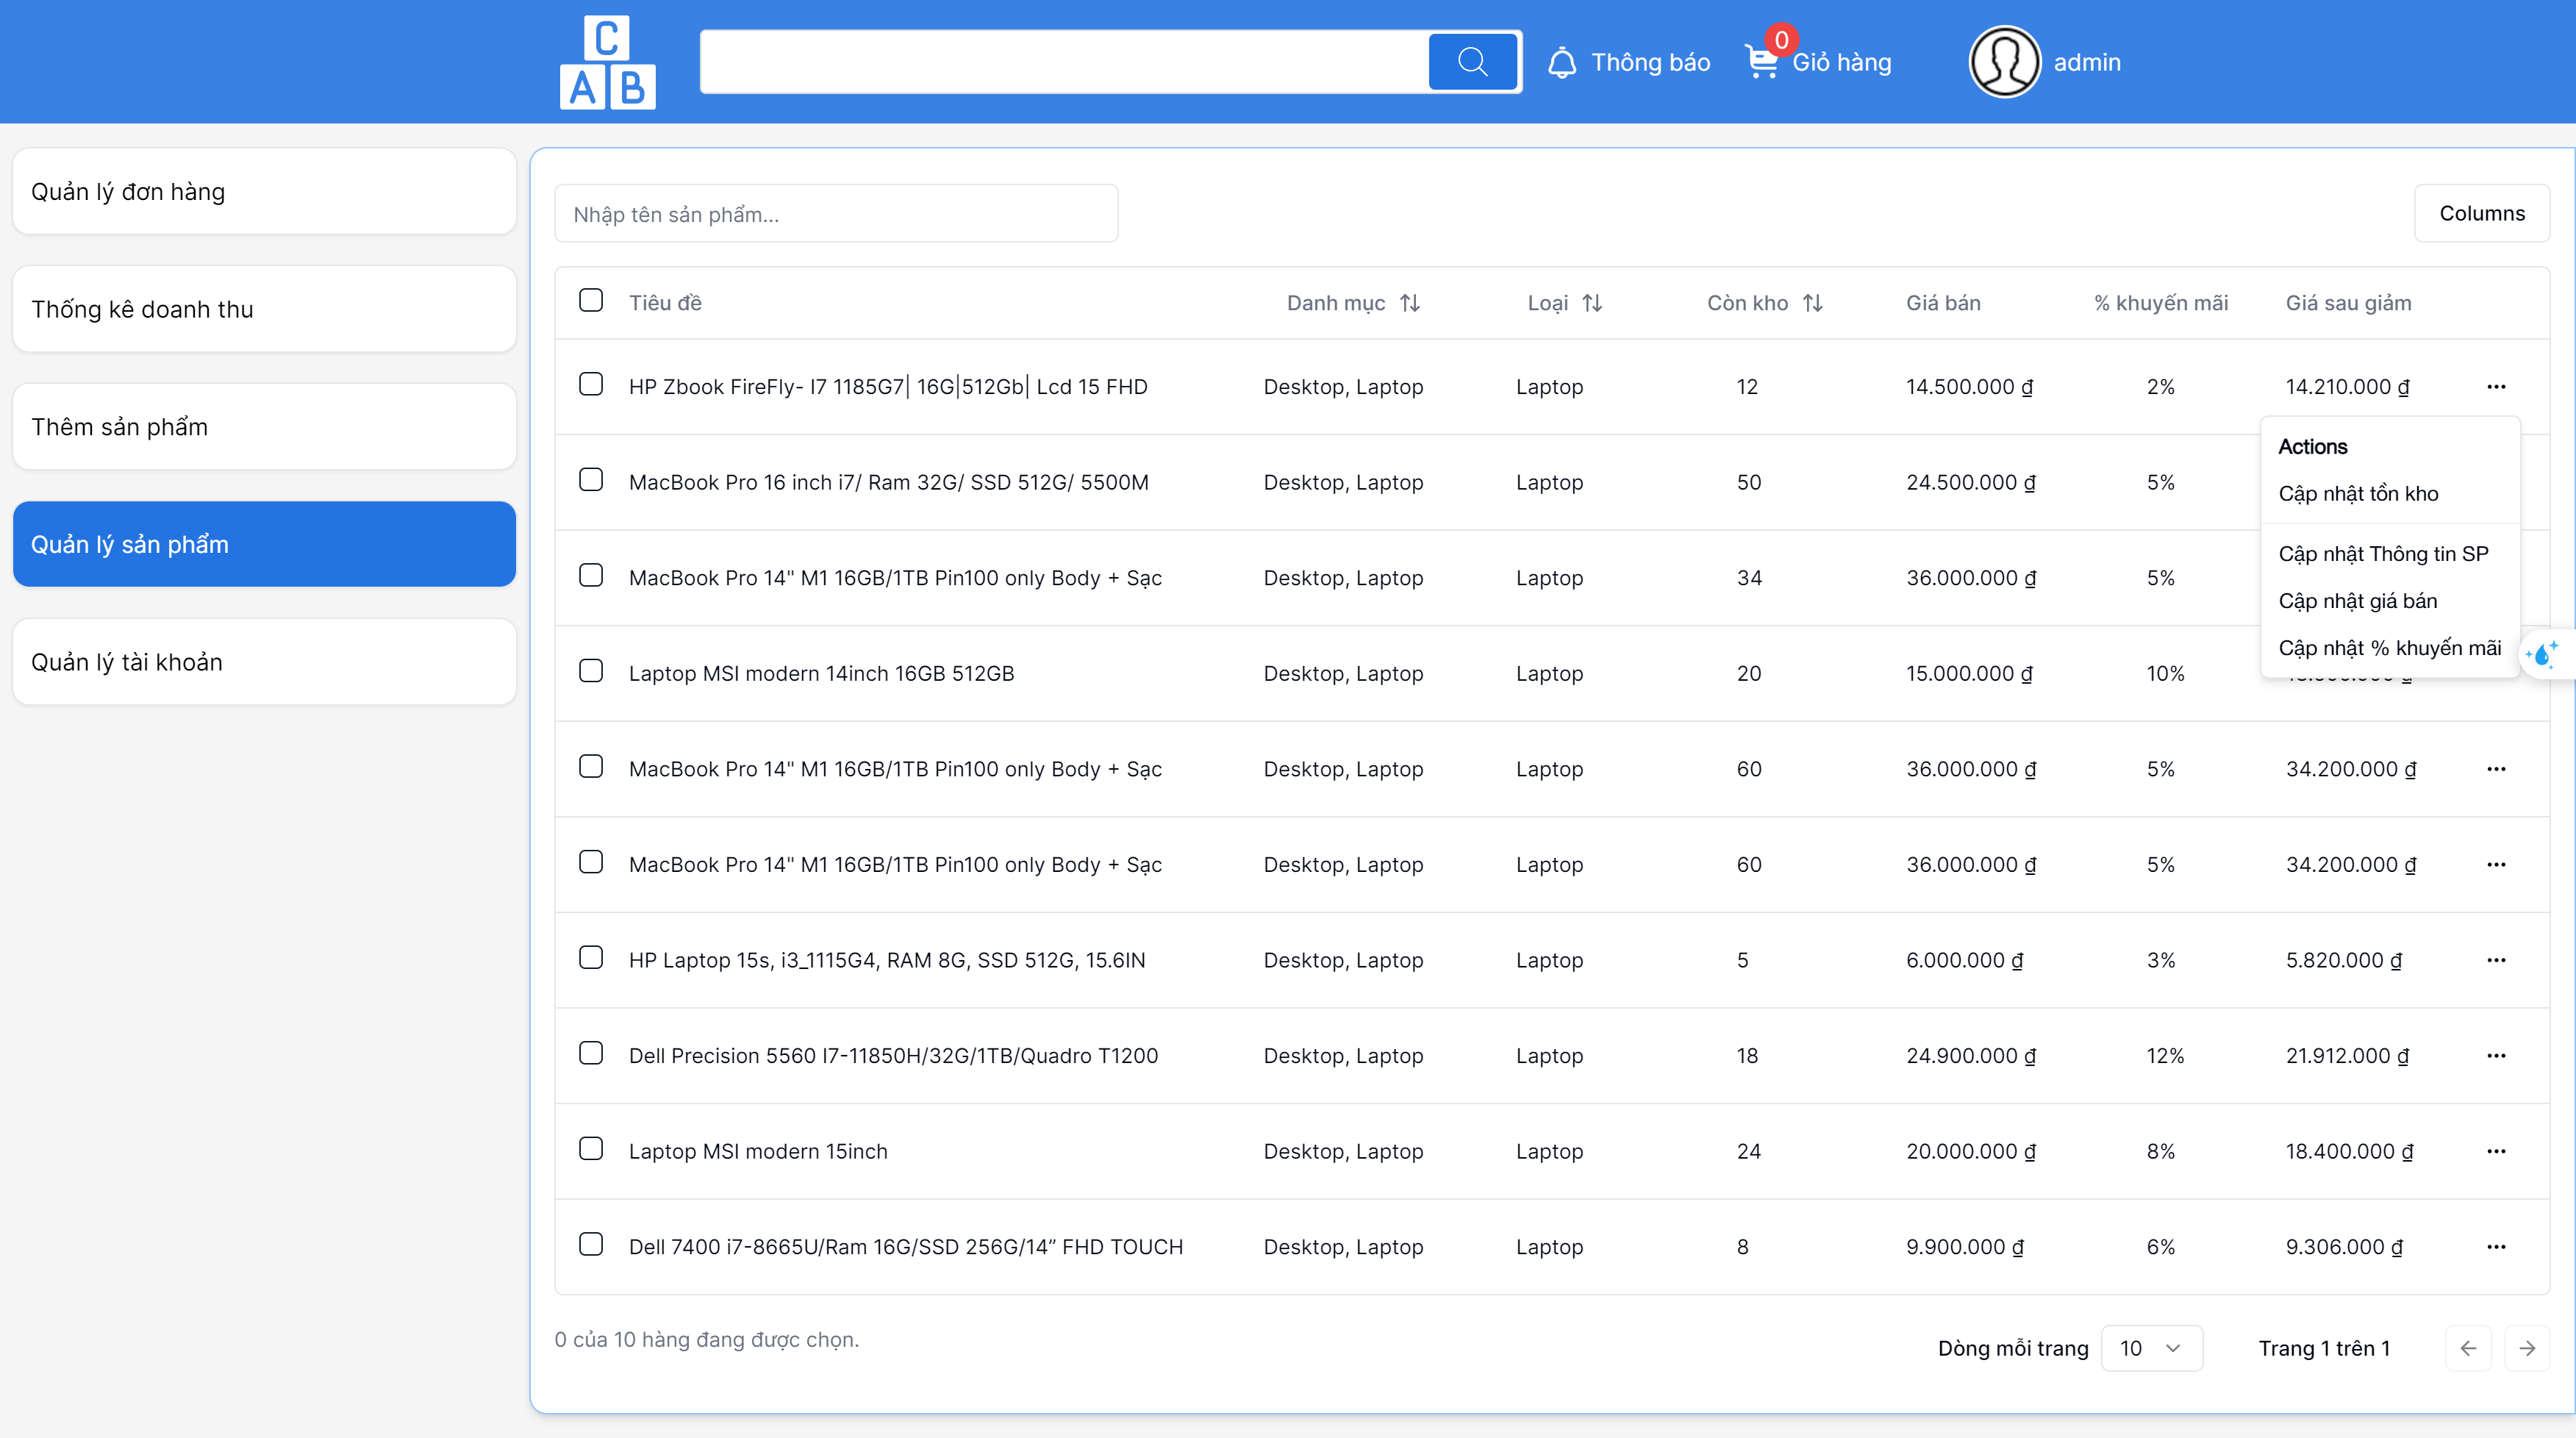 C
A B
Thông báo
0
Giỏ hàng
admin
Quản lý đơn hàng
Thống kê doanh thu
Thêm sản phẩm
Quản lý sản phẩm
Quản lý tài khoản
Nhập tên sản phẩm...
Columns
Tiêu đề Danh mục Loại Còn kho Giá bán % khuyến mãi Giá sau giảm
HP Zbook FireFly- I7 1185G7| 16G|512Gb| Lcd 15 FHD Desktop, Laptop Laptop 12 14.500.000 ₫ 2% 14.210.000 ₫ ...
MacBook Pro 16 inch i7/ Ram 32G/ SSD 512G/ 5500M Desktop, Laptop Laptop 50 24.500.000 ₫ 5%
MacBook Pro 14" M1 16GB/1TB Pin100 only Body + Sạc Desktop, Laptop Laptop 34 36.000.000 ₫ 5%
Laptop MSI modern 14inch 16GB 512GB Desktop, Laptop Laptop 20 15.000.000 ₫ 10%
Actions
Cập nhật tồn kho
Cập nhật Thông tin SP
Cập nhật giá bán
Cập nhật % khuyến mãi
MacBook Pro 14" M1 16GB/1TB Pin100 only Body + Sạc Desktop, Laptop Laptop 60 36.000.000 ₫ 5% 34.200.000 ₫ ...
MacBook Pro 14" M1 16GB/1TB Pin100 only Body + Sạc Desktop, Laptop Laptop 60 36.000.000 ₫ 5% 34.200.000 ₫ ...
HP Laptop 15s, i3_1115G4, RAM 8G, SSD 512G, 15.6IN Desktop, Laptop Laptop 5 6.000.000 ₫ 3% 5.820.000 ₫ ...
Dell Precision 5560 I7-11850H/32G/1TB/Quadro T1200 Desktop, Laptop Laptop 18 24.900.000 ₫ 12% 21.912.000 ₫ ...
Laptop MSI modern 15inch Desktop, Laptop Laptop 24 20.000.000 ₫ 8% 18.400.000 ₫ ...
Dell 7400 i7-8665U/Ram 16G/SSD 256G/14” FHD TOUCH Desktop, Laptop Laptop 8 9.900.000 ₫ 6% 9.306.000 ₫ ...
0 của 10 hàng đang được chọn.
Dòng mỗi trang 10 Trang 1 trên 1